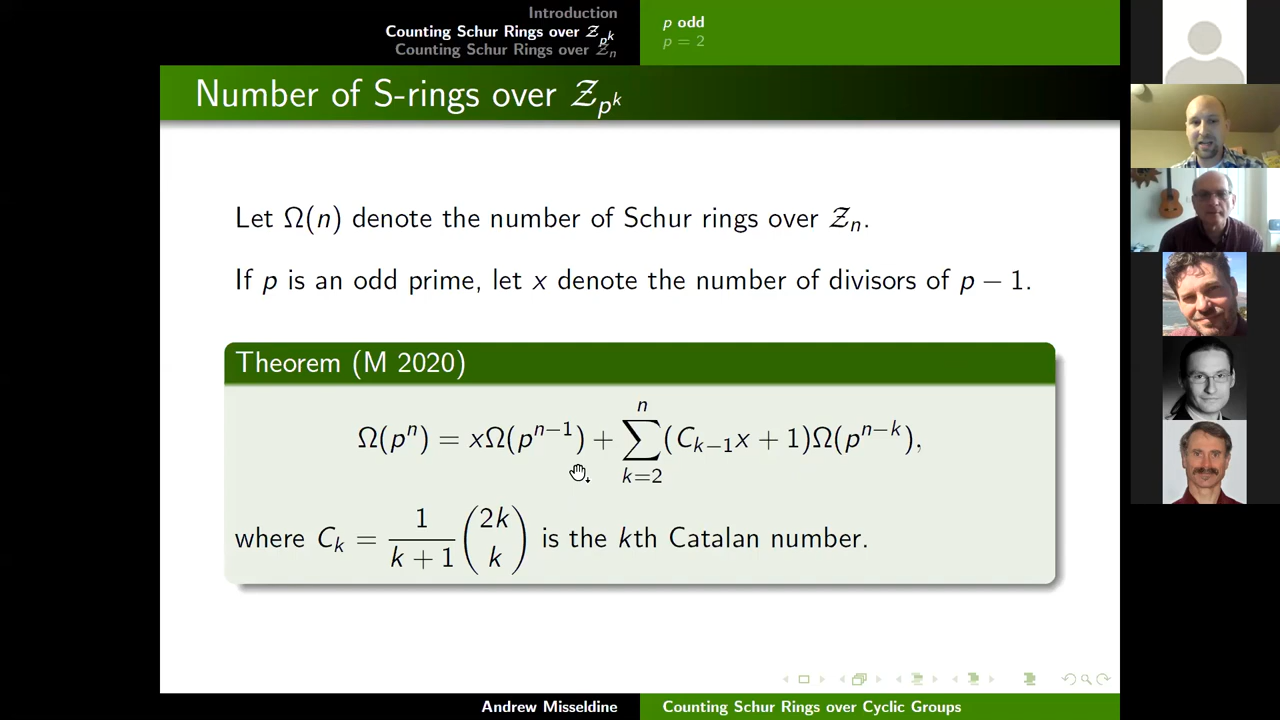 Introduction
Counting Schur Rings over 𝒵_{p^k}
Counting Schur Rings over 𝒵_n
p odd
p = 2
Number of S-rings over 𝒵_{p^k}
Let Ω(n) denote the number of Schur rings over 𝒵_n.
If p is an odd prime, let x denote the number of divisors of p − 1.
Theorem (M 2020)
Ω(p^n) = xΩ(p^{n−1}) + ∑_{k=2}^{n} (C_{k−1}x + 1)Ω(p^{n−k}),
where C_k = \frac{1}{k + 1} \binom{2k}{k} is the kth Catalan number.
Andrew Misseldine
Counting Schur Rings over Cyclic Groups